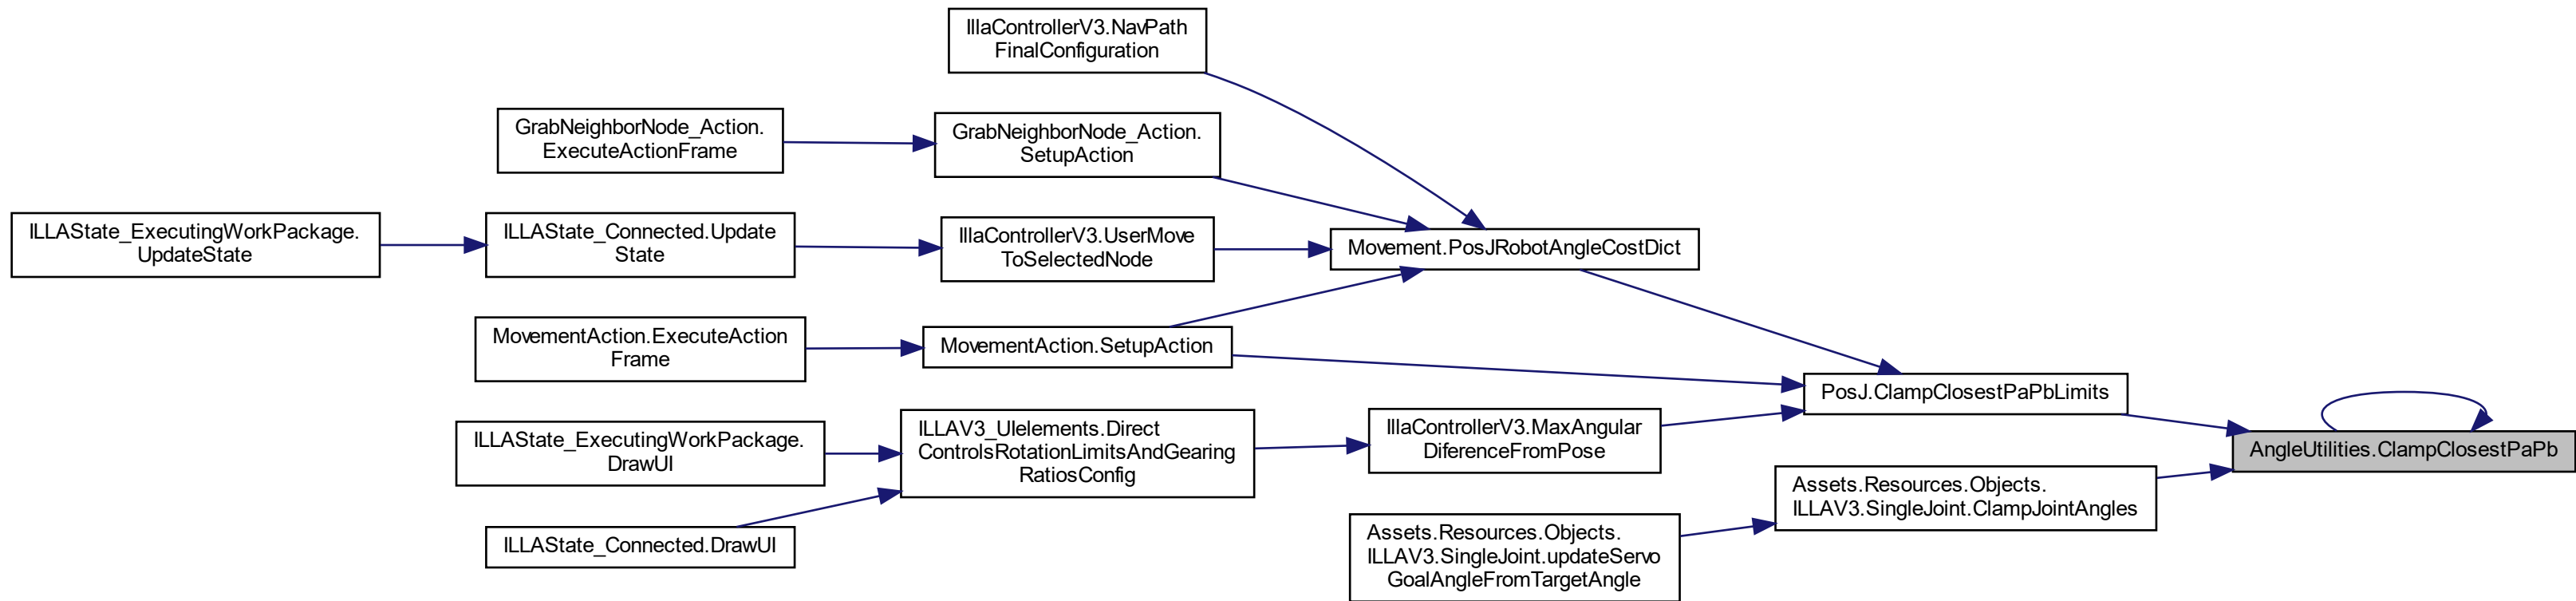 IllaControllerV3.NavPath
FinalConfiguration
GrabNeighborNode_Action.
ExecuteActionFrame
GrabNeighborNode_Action.
SetupAction
ILLAState_ExecutingWorkPackage.
UpdateState
ILLAState_Connected.Update
State
IllaControllerV3.UserMove
ToSelectedNode
Movement.PosJRobotAngleCostDict
MovementAction.ExecuteAction
Frame
MovementAction.SetupAction
PosJ.ClampClosestPaPbLimits
ILLAState_ExecutingWorkPackage.
DrawUI
ILLAV3_UIelements.Direct
ControlsRotationLimitsAndGearing
RatiosConfig
IllaControllerV3.MaxAngular
DiferenceFromPose
AngleUtilities.ClampClosestPaPb
Assets.Resources.Objects.
ILLAV3.SingleJoint.ClampJointAngles
ILLAState_Connected.DrawUI
Assets.Resources.Objects.
ILLAV3.SingleJoint.updateServo
GoalAngleFromTargetAngle